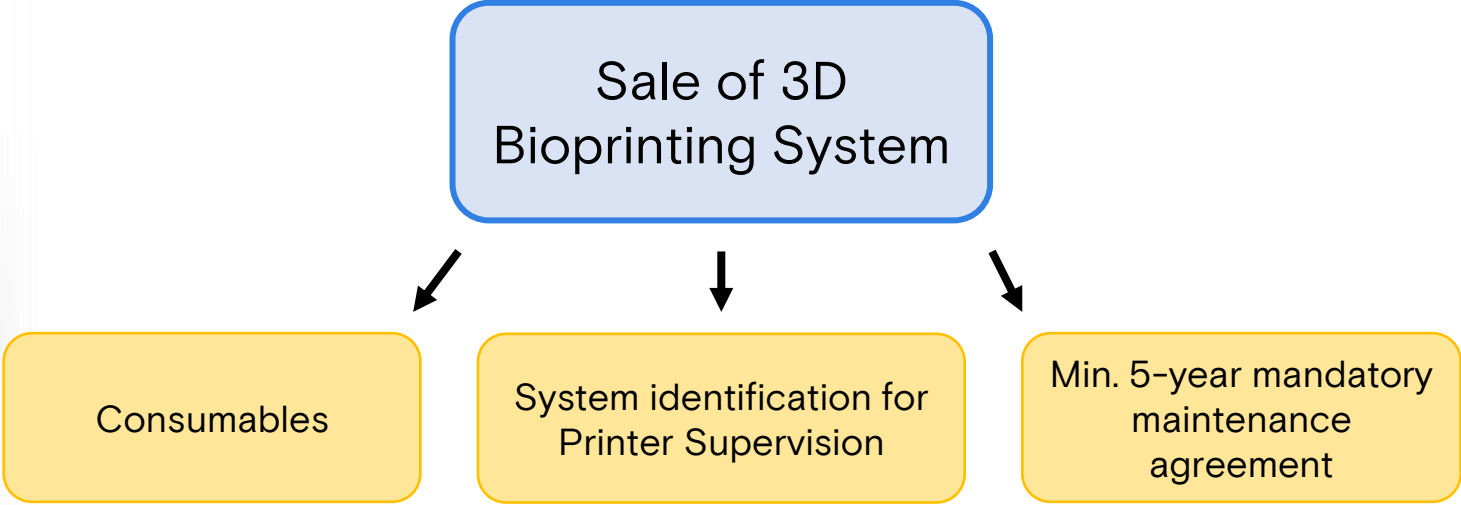 Sale of 3D
Bioprinting System
Consumables
System identification for
Printer Supervision
Min. 5-year mandatory
maintenance
agreement